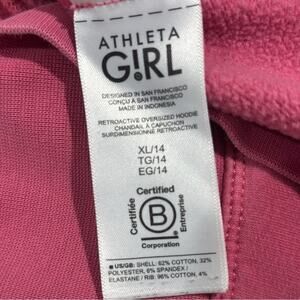 ATHLETA
G!RL
DESIGNED IN SAN FRANCISCO
CONÇU À SAN FRANCISCO
MADE IN INDONESIA
RETROACTIVE OVERSIZED HOODIE
CHANDAIL À CAPUCHON
SURDIMENSIONNÉ RETROACTIVE
XL/14
TG/14
EG/14
Certified
Certifiée
B
Entreprise
Corporation
US/GB: SHELL: 62% COTTON, 32%
POLYESTER, 6% SPANDEX/
ELASTANE / RIB: 96% COTTON, 4%